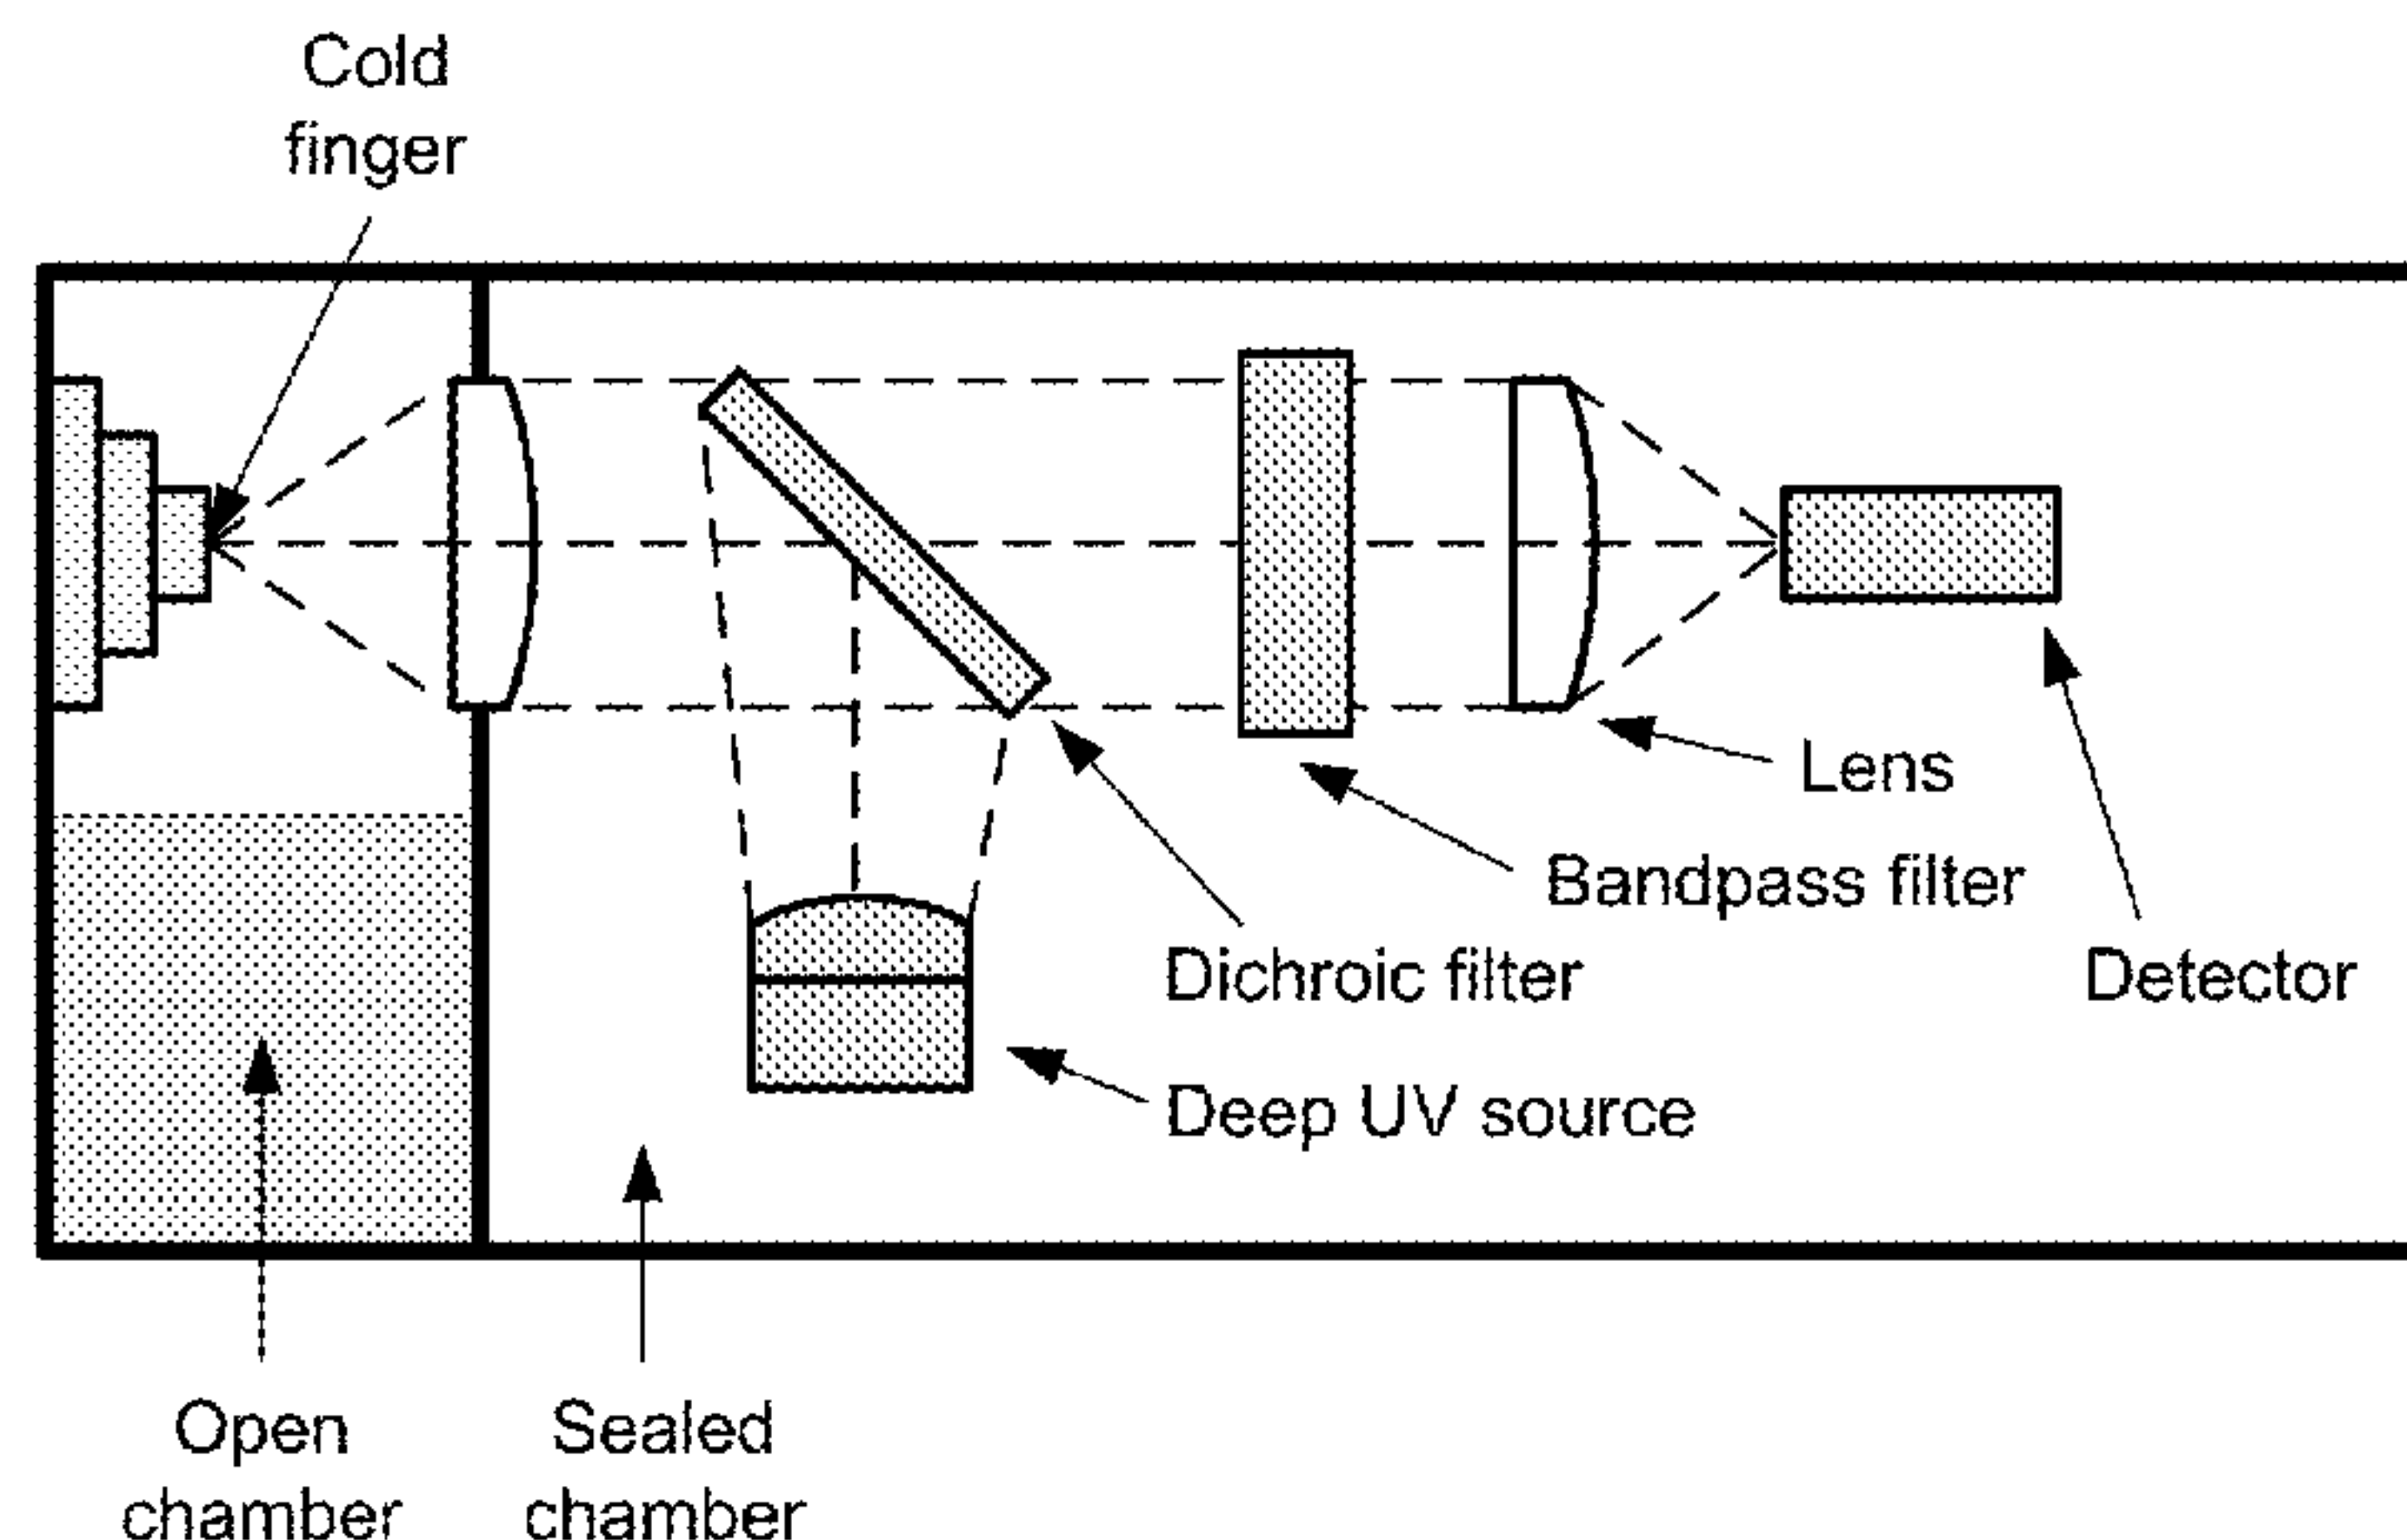 Cold
finger
Lens
Bandpass filter
Dichroic filter
Detector
Deep UV source
Open
chamber
Sealed
chamber